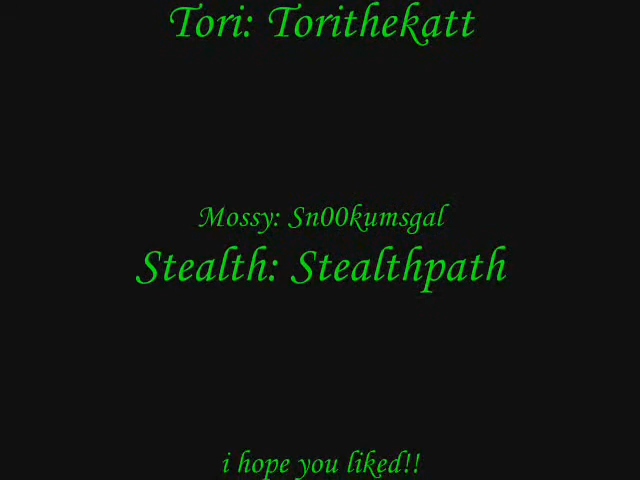 Tori: Torithekatt
Mossy: Sn00kumsgal
Stealth: Stealthpath
i hope you liked!!